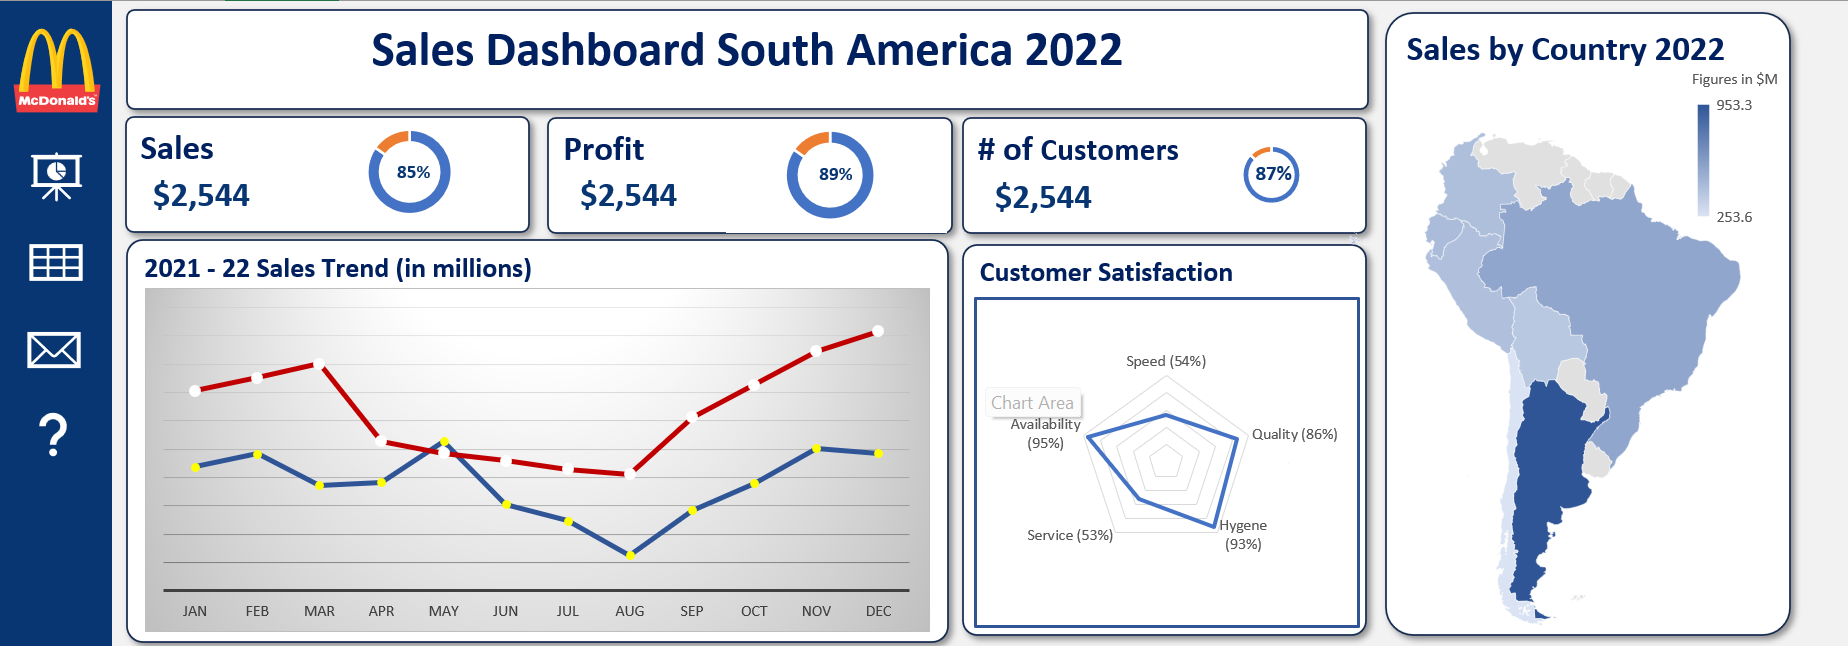 McDonald's
Sales Dashboard South America 2022
Sales
$2,544
85%
Profit
$2,544
89%
# of Customers
$2,544
87%
2021 - 22 Sales Trend (in millions)
JAN FEB MAR APR MAY JUN JUL AUG SEP OCT NOV DEC
Customer Satisfaction
Speed (54%)
Chart Area
Availability
(95%)
Quality (86%)
Service (53%)
Hygene
(93%)
Sales by Country 2022
Figures in $M
953.3
253.6